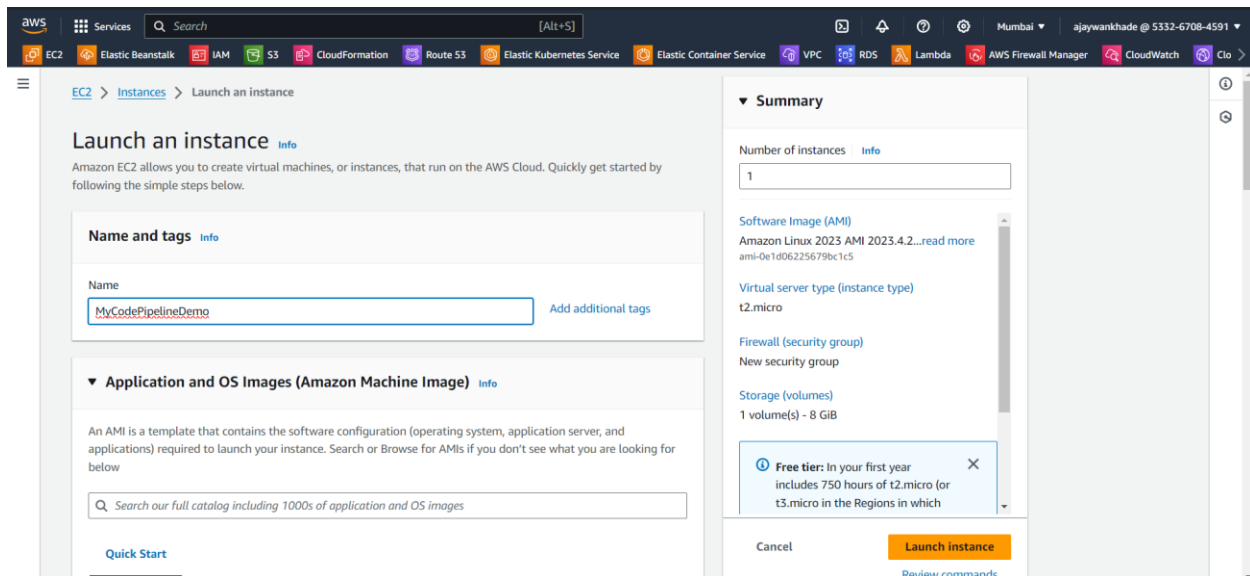 aws
Services
Search
[Alt+S]
Mumbai ▼
ajaywankhade @ 5332-6708-4591 ▼
EC2
Elastic Beanstalk
IAM
S3
CloudFormation
Route 53
Elastic Kubernetes Service
Elastic Container Service
VPC
RDS
Lambda
AWS Firewall Manager
CloudWatch
Clo
EC2 > Instances > Launch an instance
Launch an instance Info
Amazon EC2 allows you to create virtual machines, or instances, that run on the AWS Cloud. Quickly get started by
following the simple steps below.
Name and tags Info
Name
MyCodePipelineDemo
Add additional tags
▼ Application and OS Images (Amazon Machine Image) Info
An AMI is a template that contains the software configuration (operating system, application server, and
applications) required to launch your instance. Search or Browse for AMIs if you don't see what you are looking for
below
Search our full catalog including 1000s of application and OS images
Quick Start
▼ Summary
Number of instances Info
1
Software Image (AMI)
Amazon Linux 2023 AMI 2023.4.2...read more
ami-0e1d06225679bc1c5
Virtual server type (instance type)
t2.micro
Firewall (security group)
New security group
Storage (volumes)
1 volume(s) - 8 GiB
Free tier: In your first year
includes 750 hours of t2.micro (or
t3.micro in the Regions in which
Cancel
Launch instance
Review commands